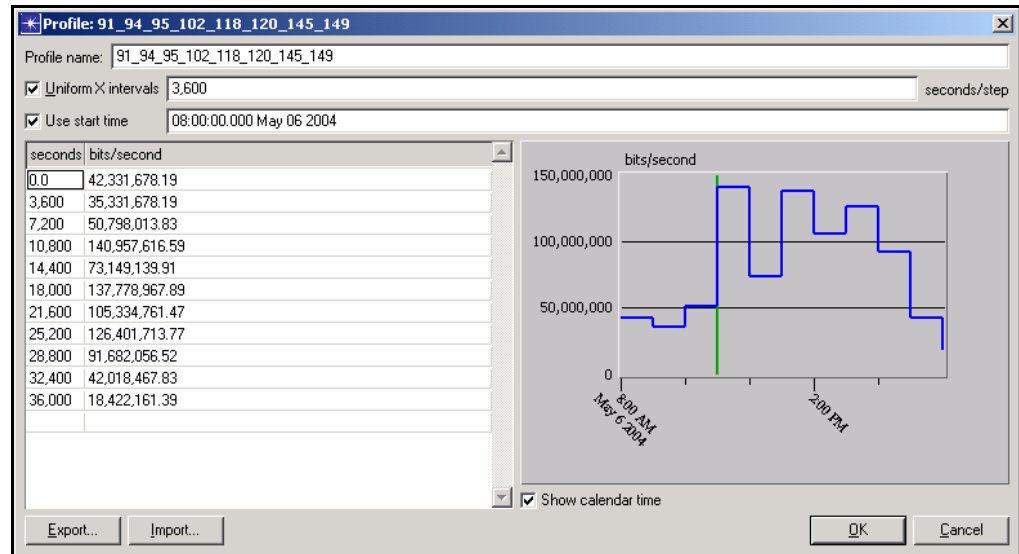 Profile: 91_94_95_102_118_120_145_149
Profile name: 91_94_95_102_118_120_145_149
Uniform X intervals 3,600 seconds/step
Use start time 08:00:00.000 May 06 2004
seconds bits/second
0.0 42,331,678.19
3,600 35,331,678.19
7,200 50,798,013.83
10,800 140,957,616.59
14,400 73,149,139.91
18,000 137,778,967.89
21,600 105,334,761.47
25,200 126,401,713.77
28,800 91,682,056.52
32,400 42,018,467.83
36,000 18,422,161.39
bits/second
150,000,000
100,000,000
50,000,000
0
8:00 AM
May 6 2004
2:00 PM
Show calendar time
Export... Import... OK Cancel